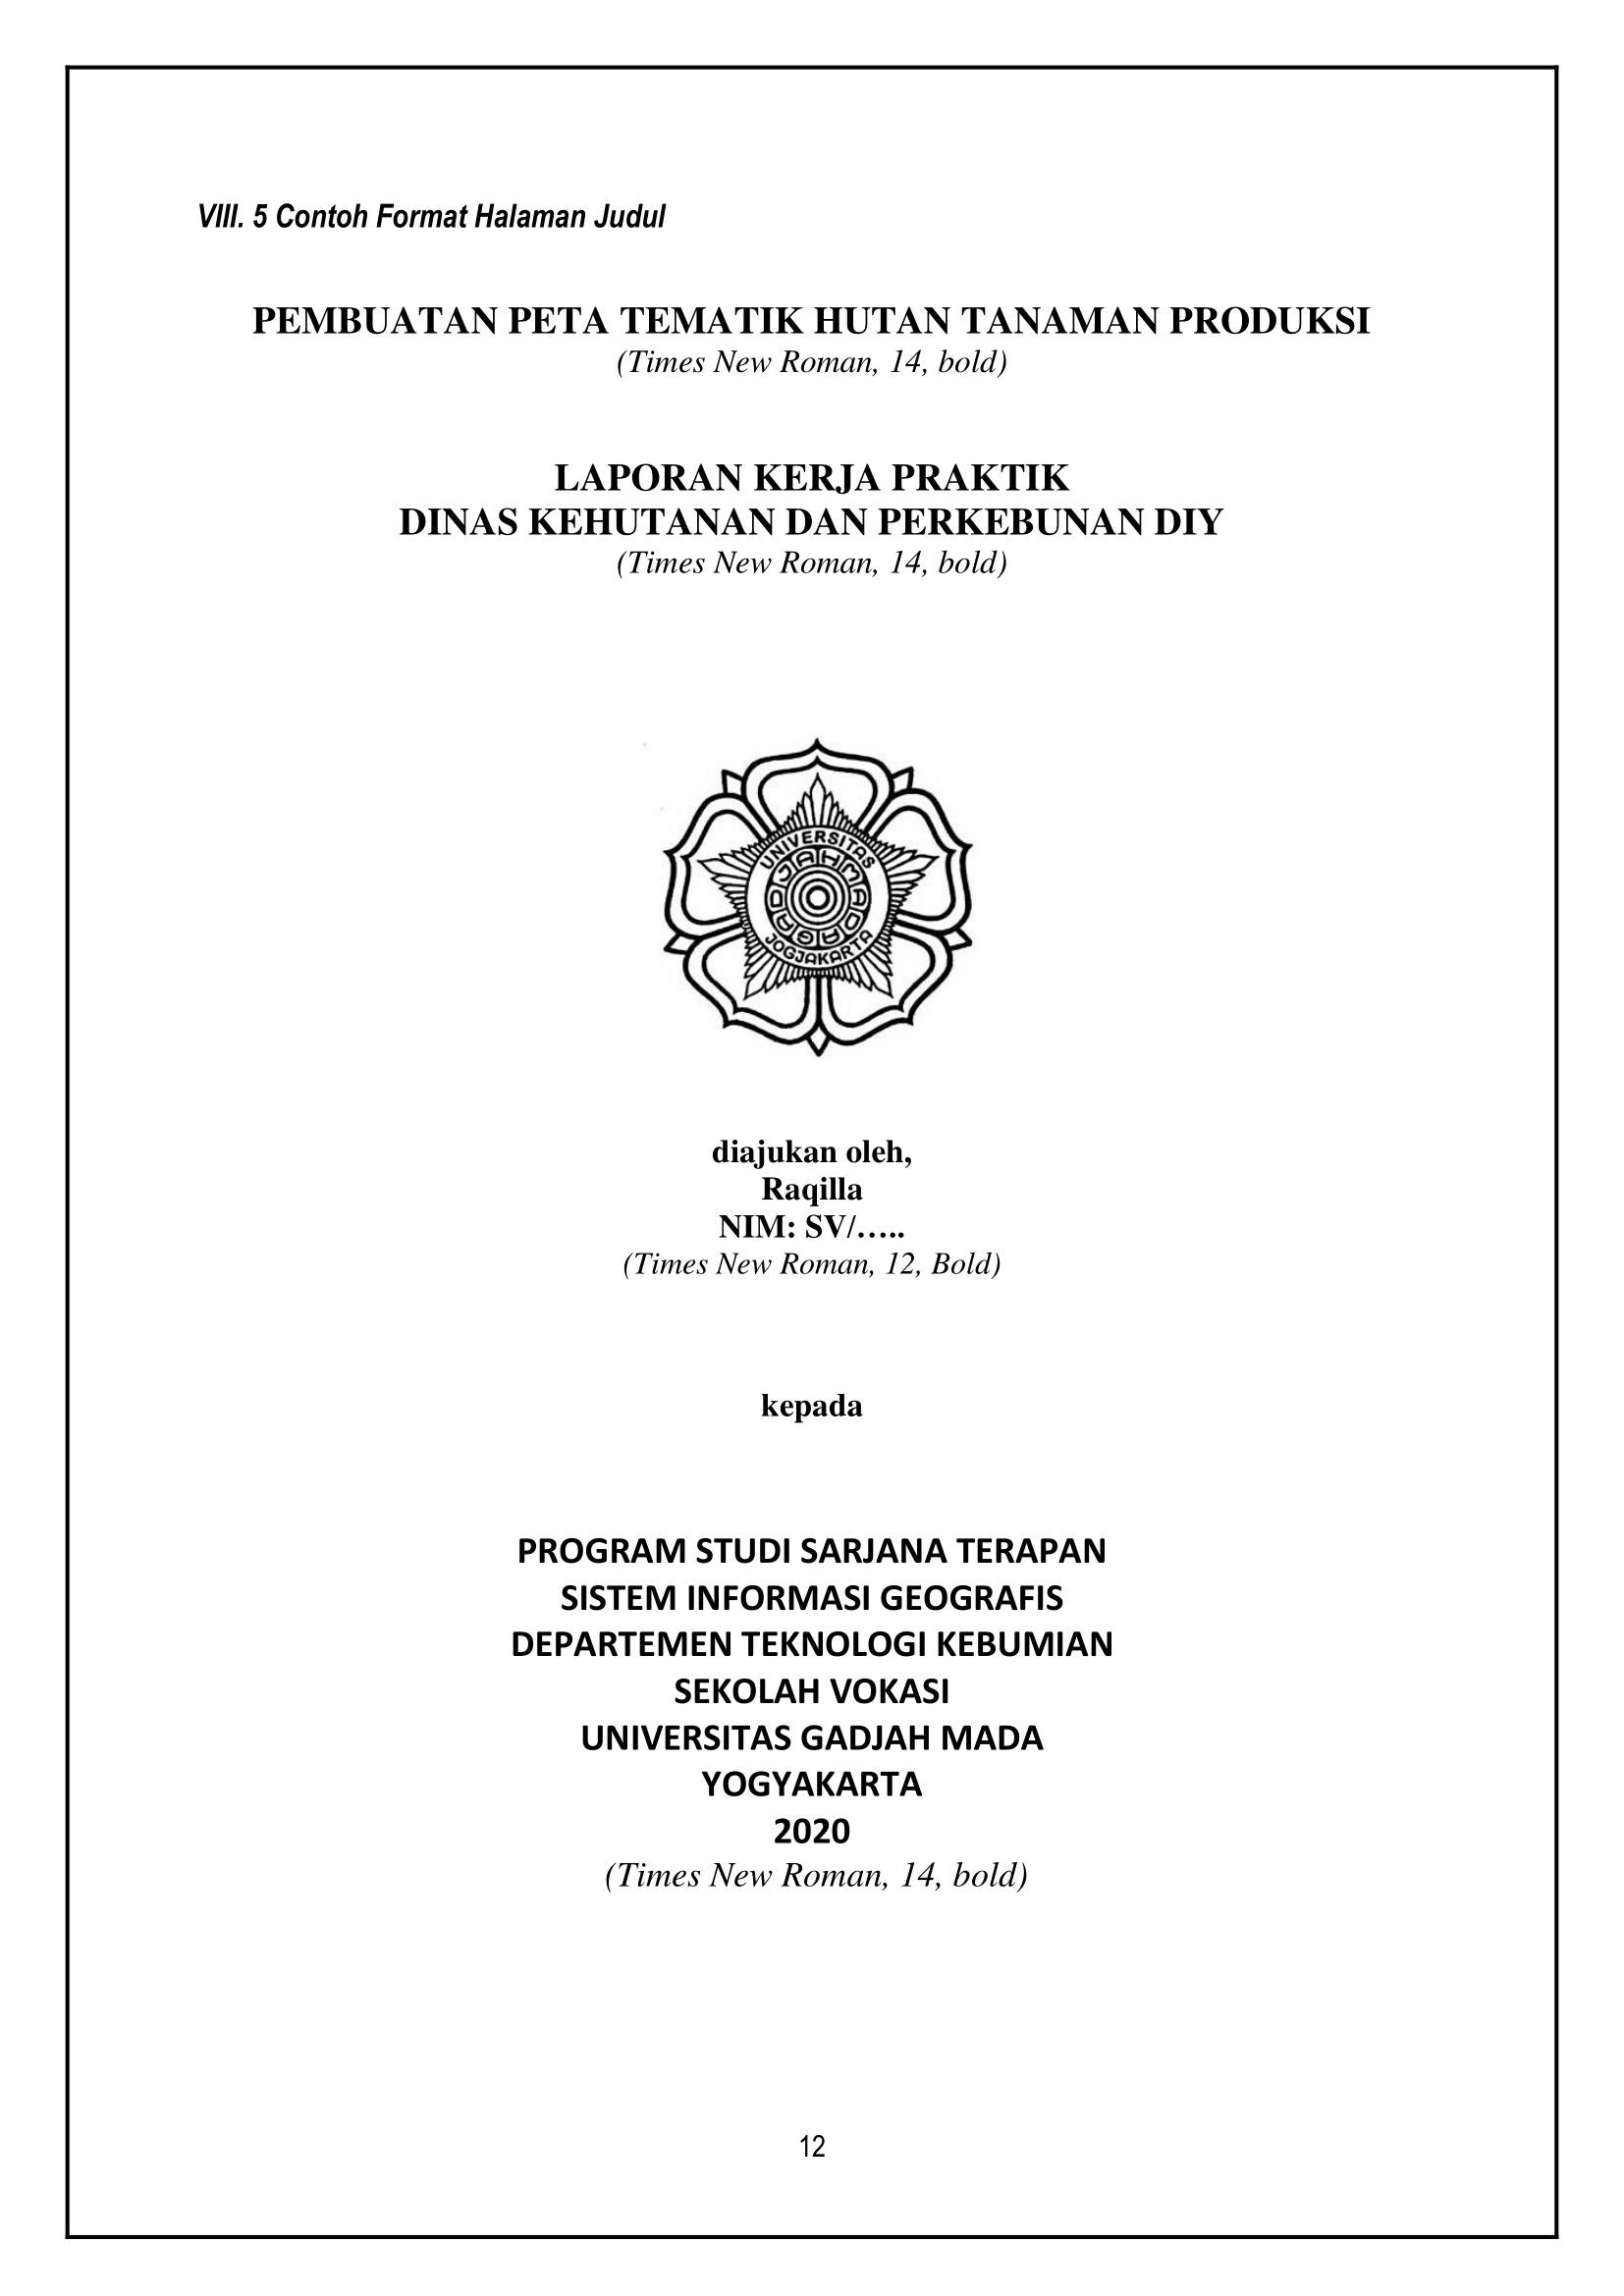 VIII. 5 Contoh Format Halaman Judul
PEMBUATAN PETA TEMATIK HUTAN TANAMAN PRODUKSI
(Times New Roman, 14, bold)
LAPORAN KERJA PRAKTIK
DINAS KEHUTANAN DAN PERKEBUNAN DIY
(Times New Roman, 14, bold)
UNIVERSITAS
GADJAHMADA
JOGJAKARTA
diajukan oleh,
Raqilla
NIM: SV/…..
(Times New Roman, 12, Bold)
kepada
PROGRAM STUDI SARJANA TERAPAN
SISTEM INFORMASI GEOGRAFIS
DEPARTEMEN TEKNOLOGI KEBUMIAN
SEKOLAH VOKASI
UNIVERSITAS GADJAH MADA
YOGYAKARTA
2020
(Times New Roman, 14, bold)
12